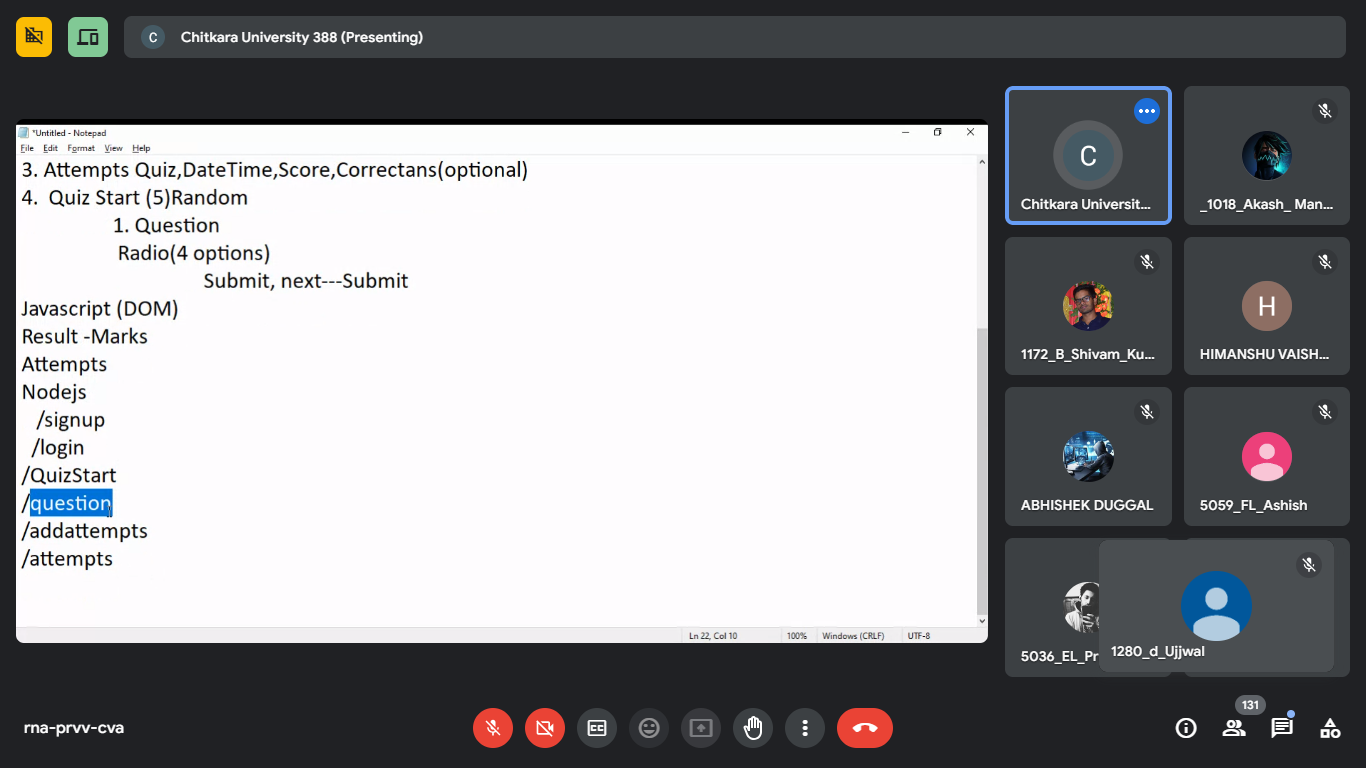 C Chitkara University 388 (Presenting)
*Untitled - Notepad
File Edit Format View Help
3. Attempts Quiz,DateTime,Score,Correctans(optional)
4. Quiz Start (5)Random
1. Question
Radio(4 options)
Submit, next---Submit
Javascript (DOM)
Result -Marks
Attempts
Nodejs
/signup
/login
/QuizStart
/question
/addattempts
/attempts
Ln 22, Col 10 100% Windows (CRLF) UTF-8
C
Chitkara Universit...
_1018_Akash_ Man...
1172_B_Shivam_Ku...
H
HIMANSHU VAISH...
ABHISHEK DUGGAL
5059_FL_Ashish
5036_EL_Pr
1280_d_Ujjwal
rna-prvv-cva
131